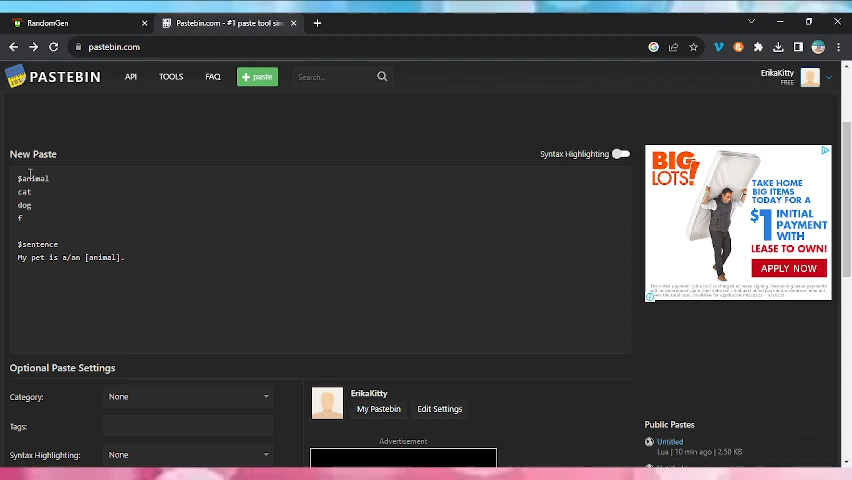 RandomGen
Pastebin.com - #1 paste tool sinc
pastebin.com
PASTEBIN
API
TOOLS
FAQ
+ paste
Search...
ErikaKitty
FREE
New Paste
Syntax Highlighting
$animal
cat
dog
f
$sentence
My pet is a/an [animal].
BIG
LOTS!
TAKE HOME
BIG ITEMS
TODAY FOR A
$1 INITIAL
PAYMENT
WITH
LEASE TO OWN!
APPLY NOW
Optional Paste Settings
Category:
None
Tags:
Syntax Highlighting:
None
ErikaKitty
My Pastebin
Edit Settings
Advertisement
Public Pastes
Untitled
Lua | 10 min ago | 2.50 KB